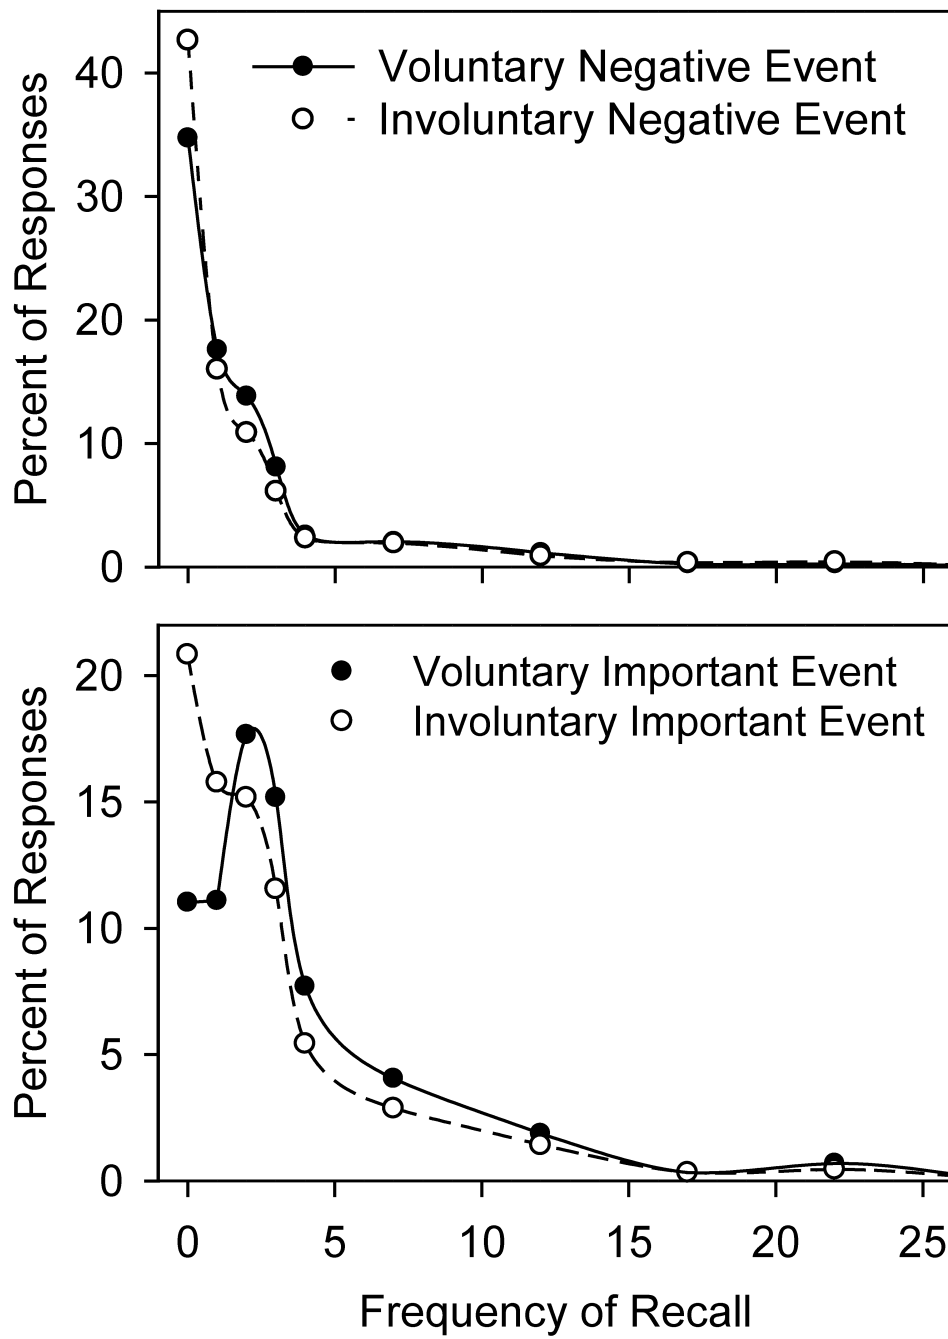 Percent of Responses
40
30
20
10
0
Voluntary Negative Event
Involuntary Negative Event
Percent of Responses
20
15
10
5
0
Voluntary Important Event
Involuntary Important Event
0 5 10 15 20 25
Frequency of Recall